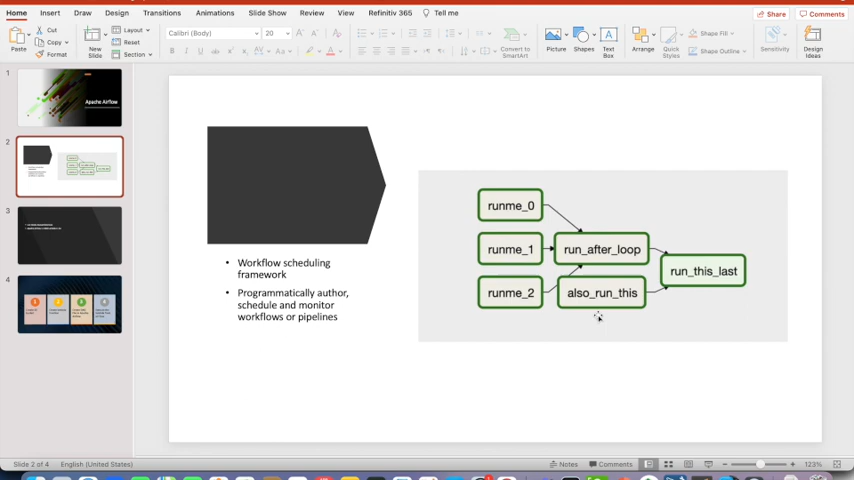 Home Insert Draw Design Transitions Animations Slide Show Review View Refinitiv 365 Tell me Share Comments
Paste Cut Copy Format New Slide Layout Reset Section Calibri (Body) 20 Convert to SmartArt Picture Shapes Text Box Arrange Quick Styles Shape Fill Shape Outline Sensitivity Design Ideas
1
Apache Airflow
2
3
4
Workflow scheduling
framework
Programmatically author,
schedule and monitor
workflows or pipelines
runme_0
runme_1 run_after_loop
run_this_last
runme_2 also_run_this
Slide 2 of 4 English (United States) Notes Comments 123%